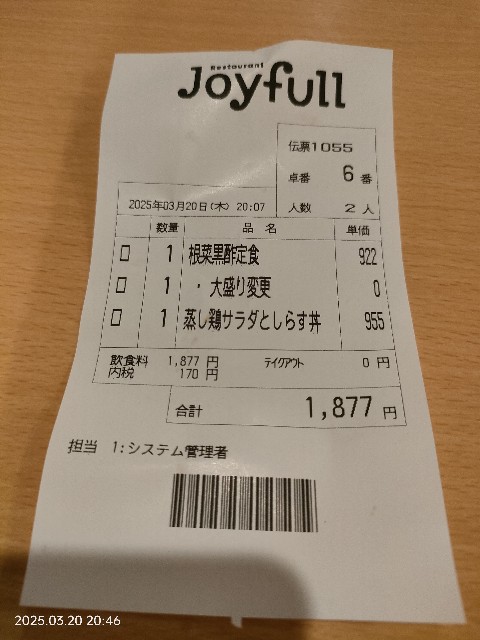 Restaurant
Joyfull
伝票1055
卓番 6 番
2025年03月20日(木) 20:07 人数 2 人
数量 品 名 単価
□ 1 根菜黒酢定食 922
□ 1 ・ 大盛り変更 0
□ 1 蒸し鶏サラダとしらす丼 955
飲食料 1,877 円 テイクアウト 0 円
内税 170 円
合計 1,877 円
担当 1:システム管理者
2025.03.20 20:46